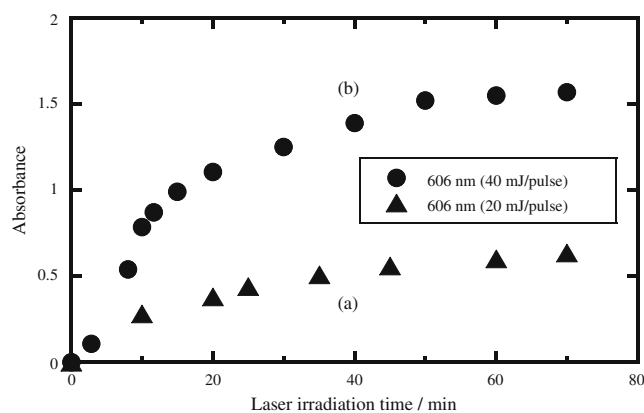 2
(b)
1.5
Absorbance
1
606 nm (40 mJ/pulse)
606 nm (20 mJ/pulse)
0.5
(a)
0
0 20 40 60 80
Laser irradiation time / min